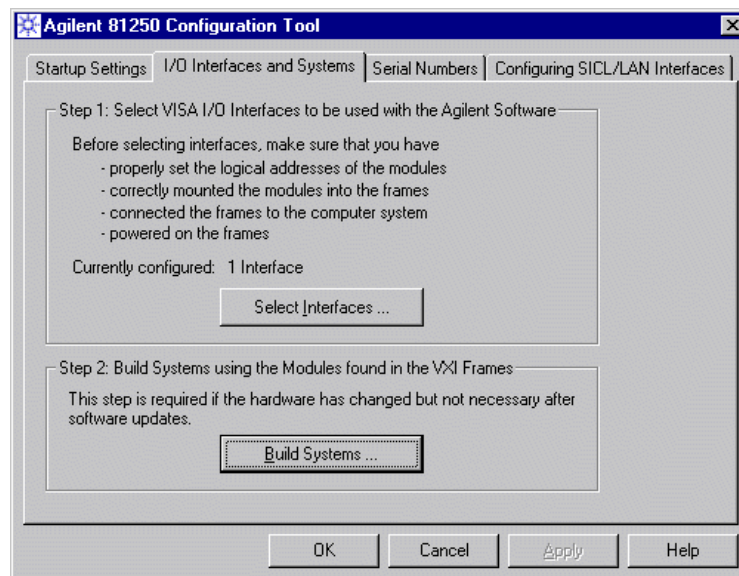 Agilent 81250 Configuration Tool
Startup Settings I/O Interfaces and Systems Serial Numbers Configuring SICL/LAN Interfaces
Step 1: Select VISA I/O Interfaces to be used with the Agilent Software
Before selecting interfaces, make sure that you have
- properly set the logical addresses of the modules
- correctly mounted the modules into the frames
- connected the frames to the computer system
- powered on the frames
Currently configured: 1 Interface
Select Interfaces ...
Step 2: Build Systems using the Modules found in the VXI Frames
This step is required if the hardware has changed but not necessary after
software updates.
Build Systems ...
OK Cancel Apply Help